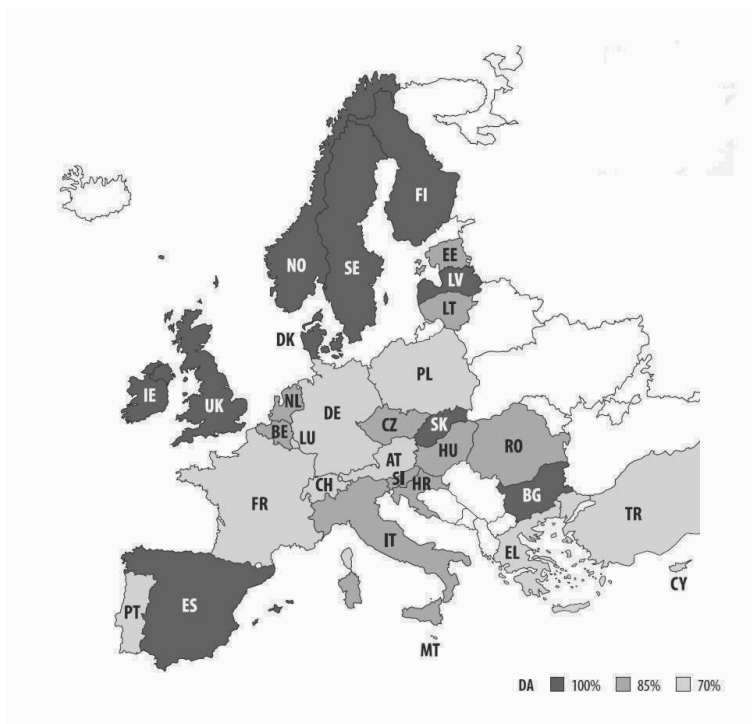 FI
NO
SE
EE
LV
LT
DK
IE
UK
NL
BE
LU
DE
PL
CZ
SK
AT
HU
RO
CH
SI
HR
BG
FR
IT
EL
TR
PT
ES
CY
MT
DA 100% 85% 70%